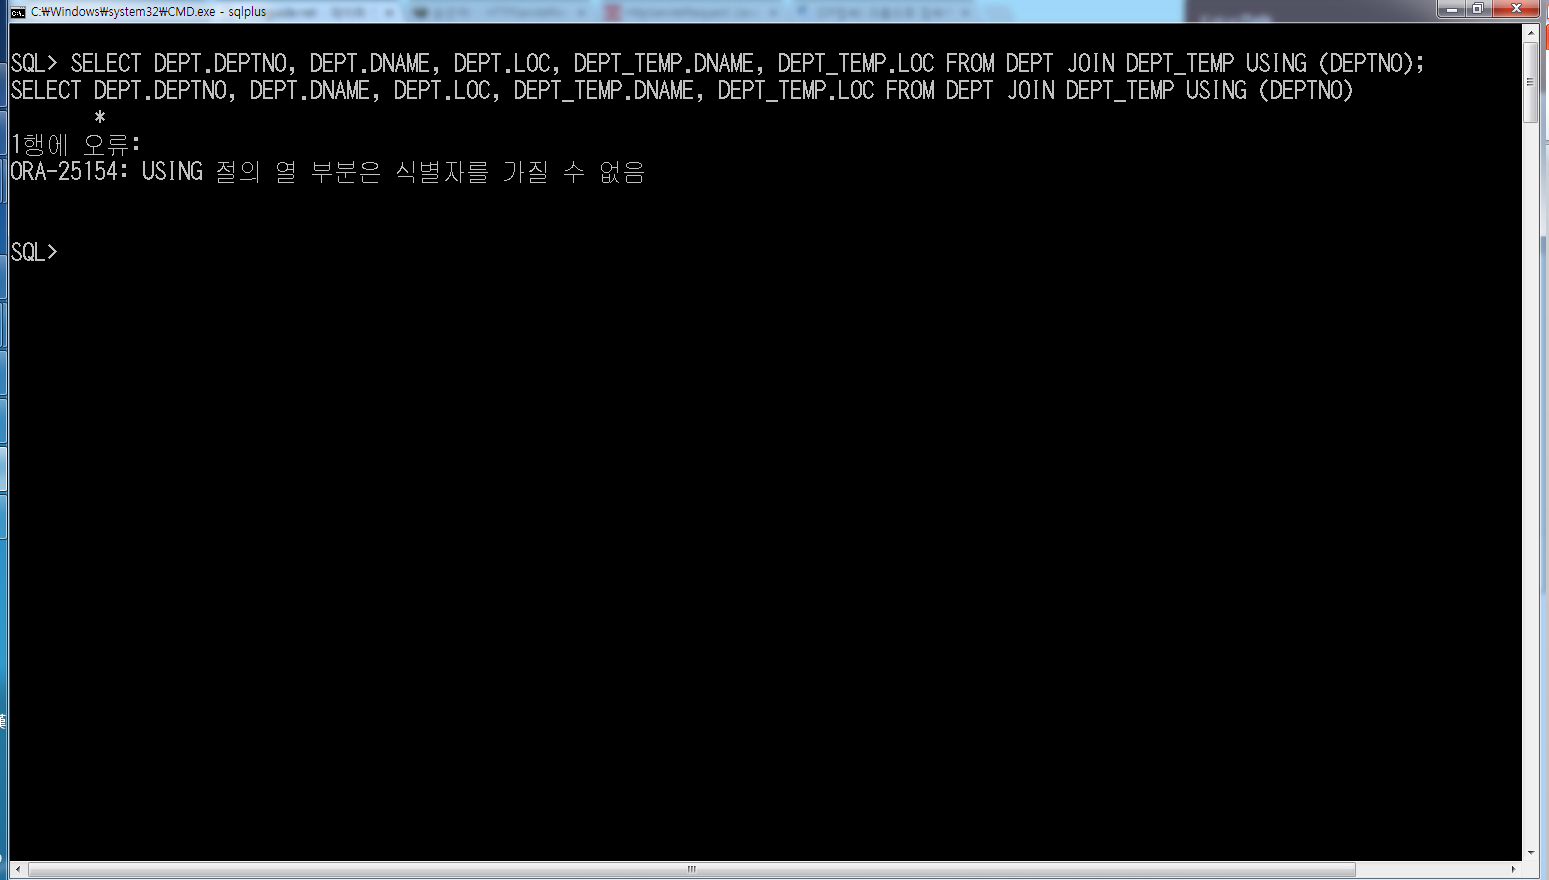 C:₩Windows₩system32₩CMD.exe - sqlplus
SQL> SELECT DEPT.DEPTNO, DEPT.DNAME, DEPT.LOC, DEPT_TEMP.DNAME, DEPT_TEMP.LOC FROM DEPT JOIN DEPT_TEMP USING (DEPTNO);
SELECT DEPT.DEPTNO, DEPT.DNAME, DEPT.LOC, DEPT_TEMP.DNAME, DEPT_TEMP.LOC FROM DEPT JOIN DEPT_TEMP USING (DEPTNO)
*
1행에 오류:
ORA-25154: USING 절의 열 부분은 식별자를 가질 수 없음
SQL>